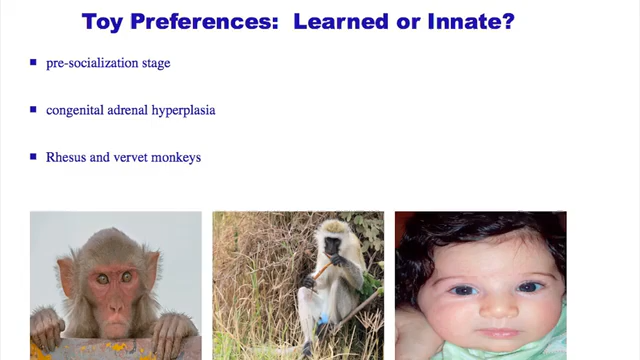 Toy Preferences: Learned or Innate?
pre-socialization stage
congenital adrenal hyperplasia
Rhesus and vervet monkeys